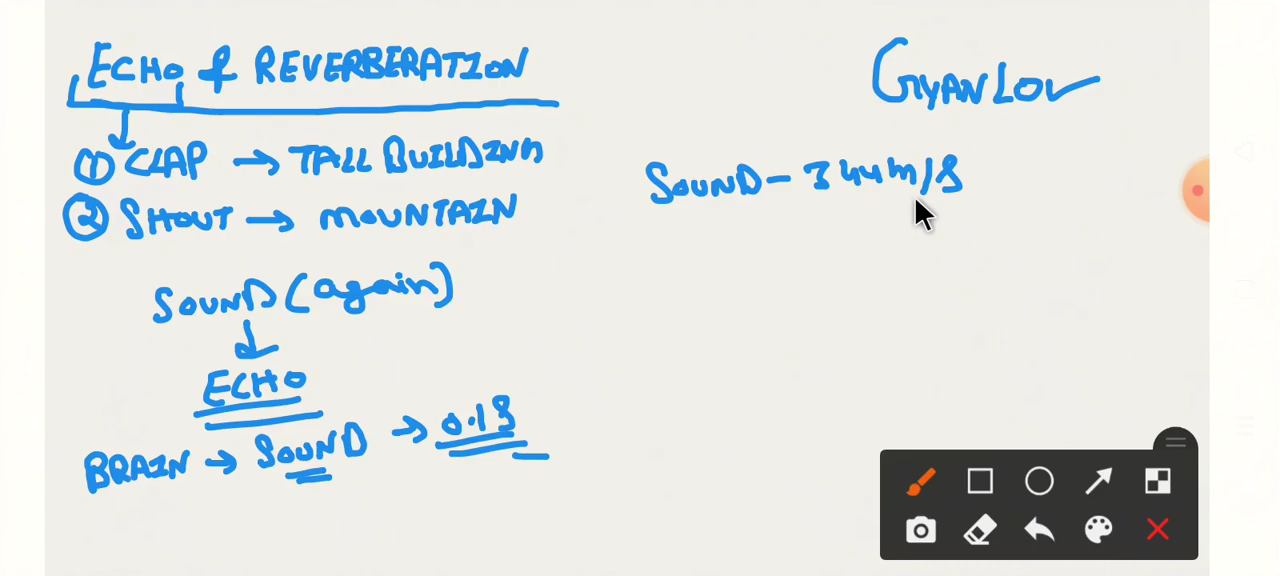 ECHO & REVERBERATION
① CLAP → TALL BUILDING
② SHOUT → MOUNTAIN
SOUND (again)
↓
ECHO
BRAIN → SOUND → 0.1S
GYANLOV
SOUND - 344m/S